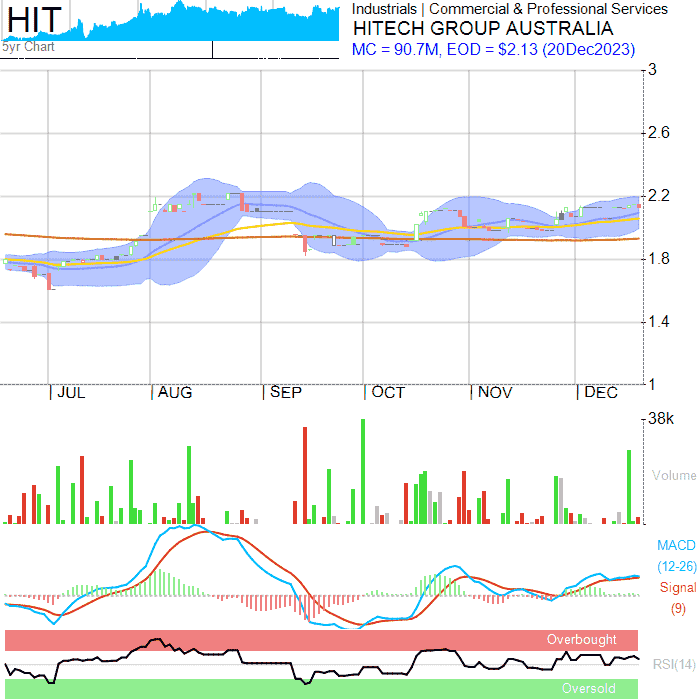 HIT
5yr Chart
Industrials | Commercial & Professional Services
HITECH GROUP AUSTRALIA
MC = 90.7M, EOD = $2.13 (20Dec2023)
3
2.6
2.2
1.8
1.4
1
JUL AUG SEP OCT NOV DEC
38k
Volume
MACD
(12-26)
Signal
(9)
Overbought
RSI(14)
Oversold